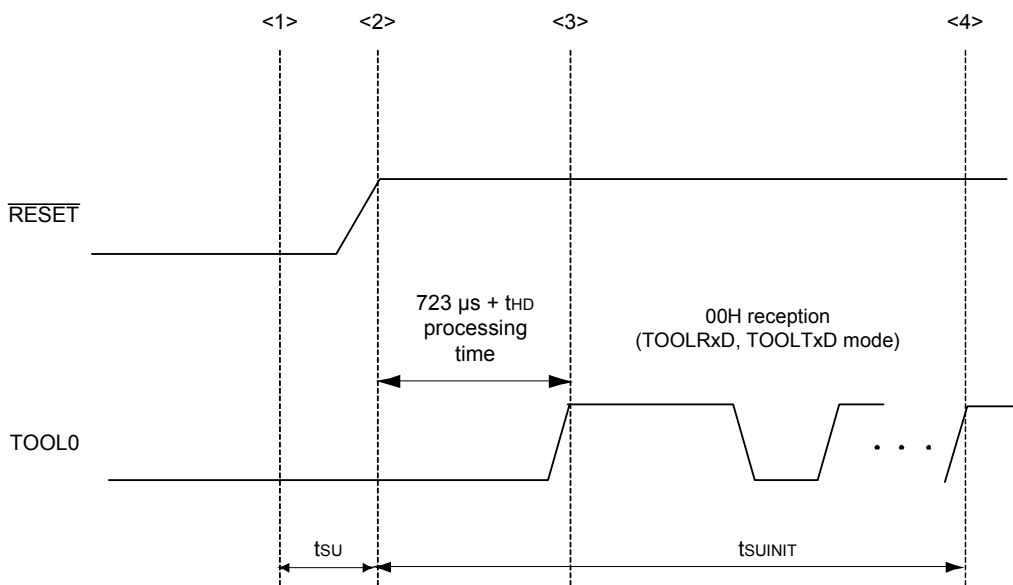 <1>
<2>
<3>
<4>
RESET
723 µs + tHD
processing
time
00H reception
(TOOLRxD, TOOLTxD mode)
TOOL0
tSU
tSUINIT